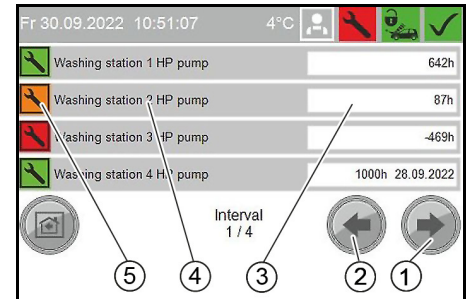 Fr 30.09.2022 10:51:07 4°C
Washing station 1 HP pump 642h
Washing station 2 HP pump 87h
Washing station 3 HP pump -469h
Washing station 4 HP pump 1000h 28.09.2022
Interval
1 / 4
5 4 3 2 1